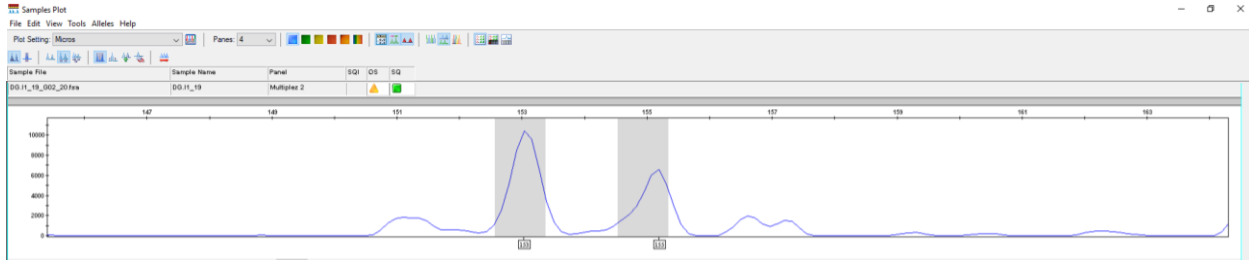 Samples Plot
File Edit View Tools Alleles Help
Plot Setting: Micros Panes: 4
Sample File Sample Name Panel SQI OS SQ
DG.I1_19_G02_20.fsa DG.I1_19 Multiplez 2
147 149 151 153 155 157 159 161 163
10000
8000
6000
4000
2000
0
153 155